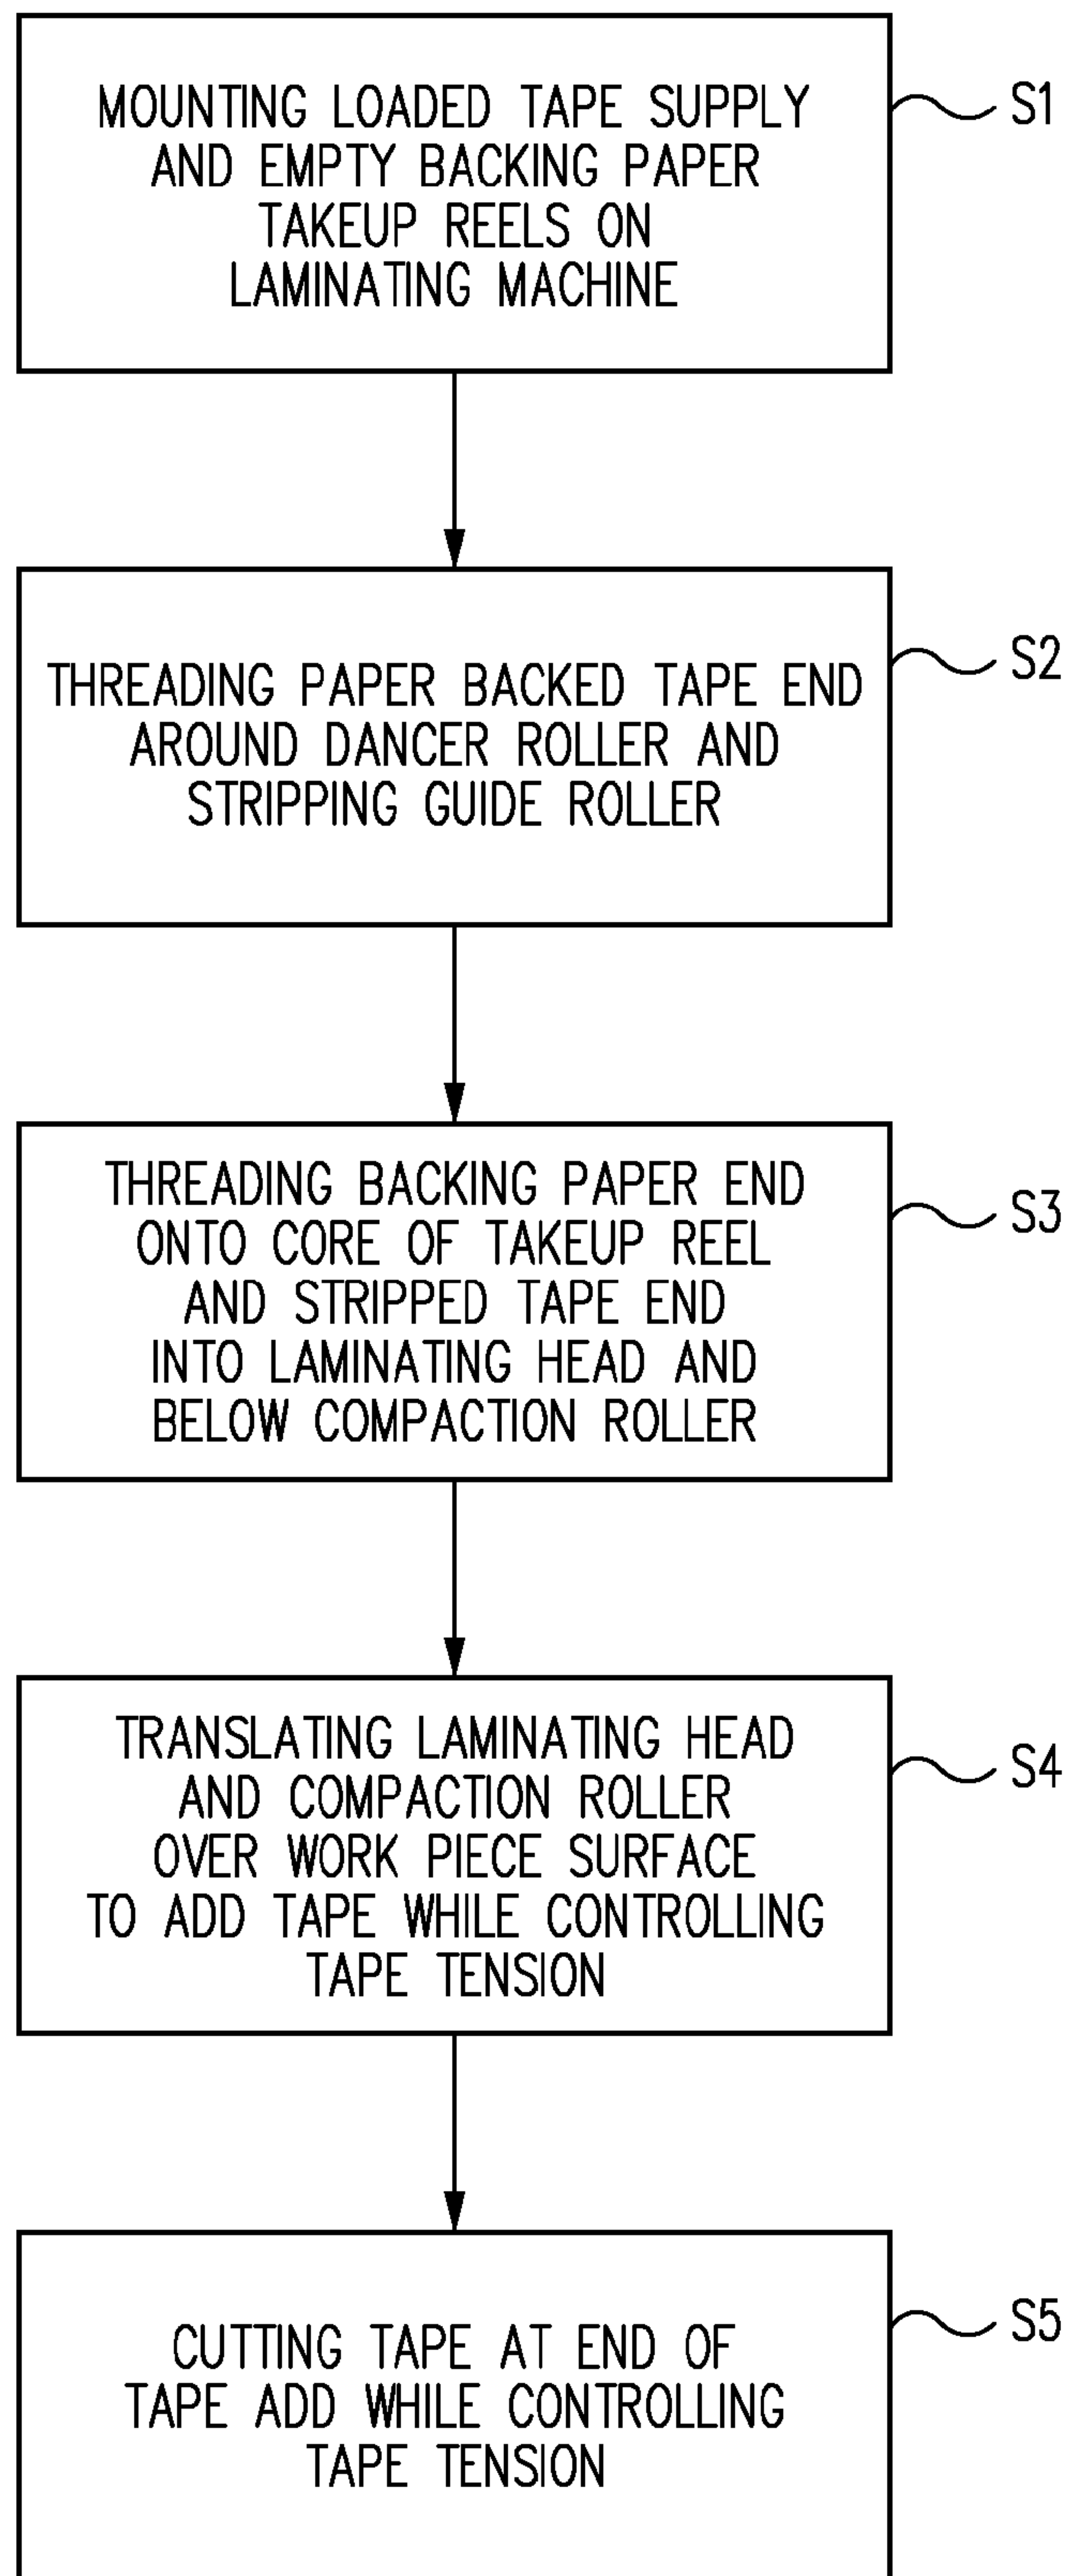 MOUNTING LOADED TAPE SUPPLY
AND EMPTY BACKING PAPER
TAKEUP REELS ON
LAMINATING MACHINE
S1
THREADING PAPER BACKED TAPE END
AROUND DANCER ROLLER AND
STRIPPING GUIDE ROLLER
S2
THREADING BACKING PAPER END
ONTO CORE OF TAKEUP REEL
AND STRIPPED TAPE END
INTO LAMINATING HEAD AND
BELOW COMPACTION ROLLER
S3
TRANSLATING LAMINATING HEAD
AND COMPACTION ROLLER
OVER WORK PIECE SURFACE
TO ADD TAPE WHILE CONTROLLING
TAPE TENSION
S4
CUTTING TAPE AT END OF
TAPE ADD WHILE CONTROLLING
TAPE TENSION
S5